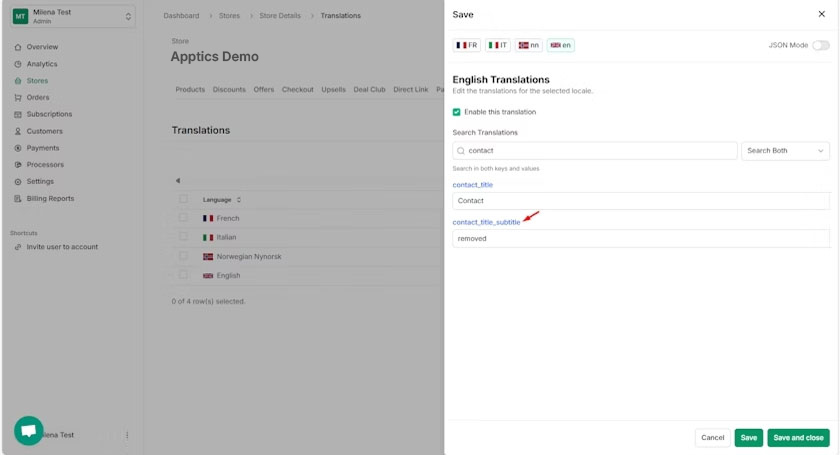 MT
Milena Test
Admin
Overview
Analytics
Stores
Orders
Subscriptions
Customers
Payments
Processors
Settings
Billing Reports
Shortcuts
Invite user to account
lena Test
Dashboard > Stores > Store Details > Translations
Store
Apptics Demo
Products Discounts Offers Checkout Upsells Deal Club Direct Link Pa
Translations
Language
French
Italian
Norwegian Nynorsk
English
0 of 4 row(s) selected.
Save
FR IT nn en
JSON Mode
English Translations
Edit the translations for the selected locale.
Enable this translation
Search Translations
contact
Search Both
Search in both keys and values
contact_title
Contact
contact_title_subtitle
removed
Cancel Save Save and close